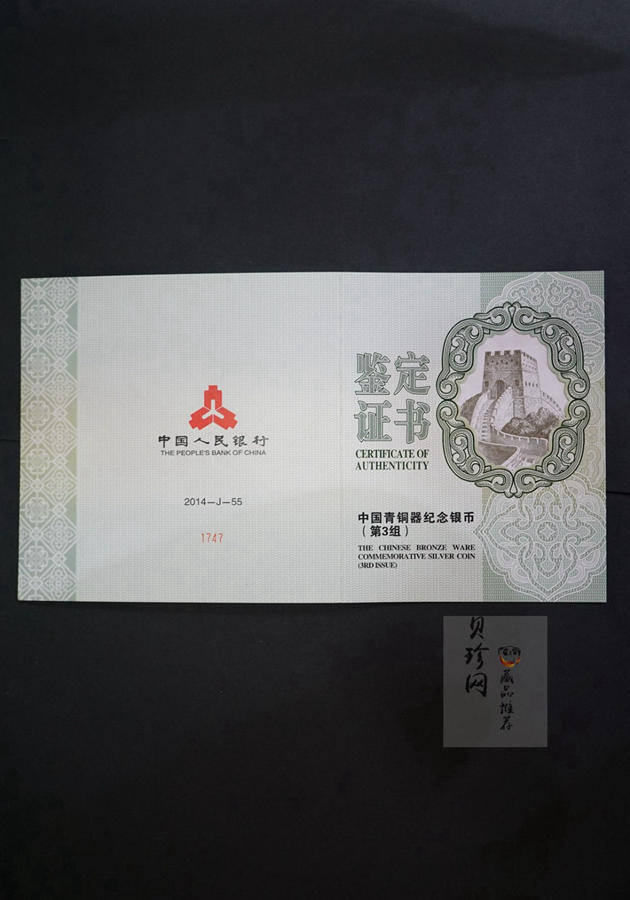 中国人民银行
THE PEOPLE'S BANK OF CHINA
2014-J-55
1747
鉴定
证书
CERTIFICATE OF
AUTHENTICITY
中国青铜器纪念银币
(第3组)
THE CHINESE BRONZE WARE
COMMEMORATIVE SILVER COIN
(3RD ISSUE)
贝珍网
藏品推荐